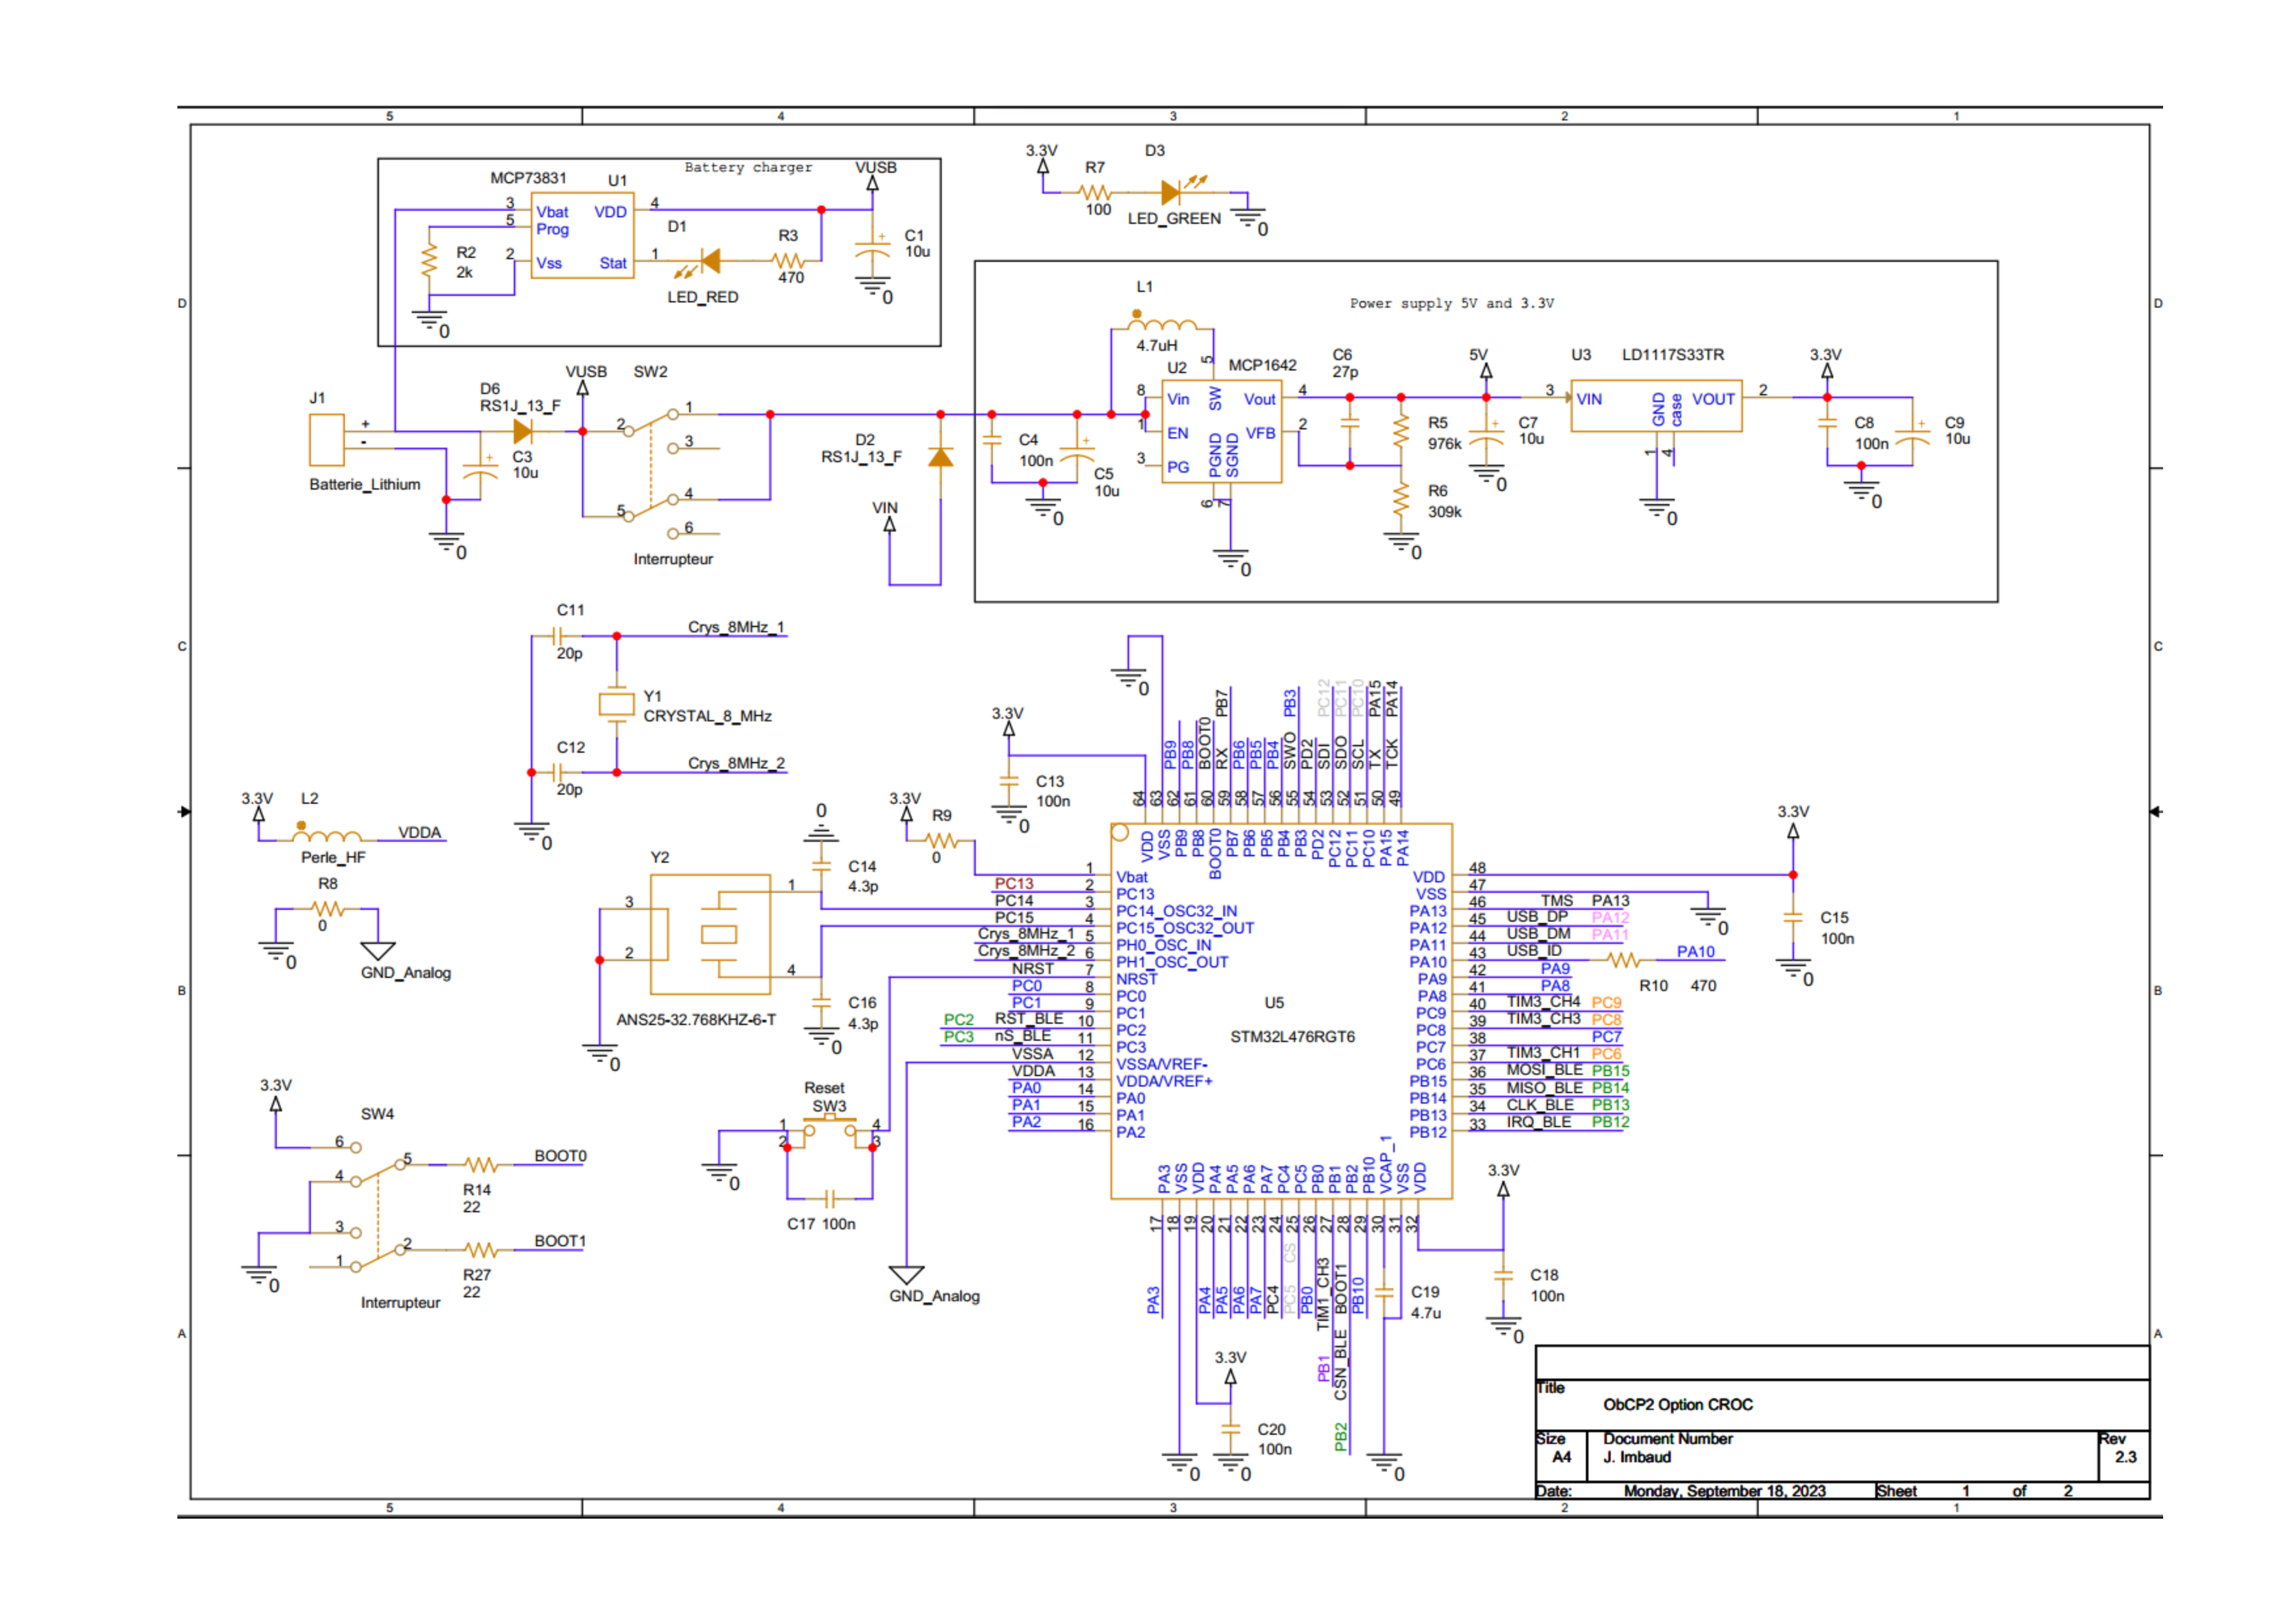 5 4 3 2 1
Battery charger
MCP73831 U1
VUSB
3 Vbat VDD 4
5 Prog
2 Vss Stat 1
R2
2k
D1
LED_RED
R3
470
C1
10u
0
0
3.3V
R7
100
D3
LED_GREEN
0
D
D
Power supply 5V and 3.3V
L1
4.7uH
U2 MCP1642
5
SW
8 Vin Vout 4
1 EN VFB 2
3 PG
PGND
SGND
6 7
0
C6
27p
5V
R5
976k
R6
309k
0
C7
10u
0
U3 LD1117S33TR
3 VIN VOUT 2
GND
case
1 4
0
3.3V
C8
100n
C9
10u
0
J1
+
-
Batterie_Lithium
D6
RS1J_13_F
C3
10u
0
VUSB
SW2
2 1
3
5 4
6
Interrupteur
D2
RS1J_13_F
VIN
C4
100n
C5
10u
0
C
C
C11
20p
Crys_8MHz_1
Y1
CRYSTAL_8_MHz
C12
20p
Crys_8MHz_2
0
3.3V
L2
Perle_HF
VDDA
R8
0
0
GND_Analog
Y2
3 1
2 4
ANS25-32.768KHZ-6-T
0
0
C14
4.3p
C16
4.3p
0
3.3V
R9
0
3.3V
C13
100n
0
0
PB9
PB8
BOOT0
RX PB7
PB6
PB5
PB4
SWO PB3
PD2
SDI PC12
SDO PC11
SCL PC10
TX PA15
TCK PA14
64 63 62 61 60 59 58 57 56 55 54 53 52 51 50 49
VDD VSS PB9 PB8 BOOT0 PB7 PB6 PB5 PB4 PB3 PD2 PC12 PC11 PC10 PA15 PA14
1 Vbat
PC13 2 PC13
PC14 3 PC14_OSC32_IN
PC15 4 PC15_OSC32_OUT
Crys_8MHz_1 5 PH0_OSC_IN
Crys_8MHz_2 6 PH1_OSC_OUT
NRST 7 NRST
PC0 8 PC0
PC1 9 PC1
PC2 RST_BLE 10 PC2
PC3 nS_BLE 11 PC3
VSSA 12 VSSA/VREF-
VDDA 13 VDDA/VREF+
PA0 14 PA0
PA1 15 PA1
PA2 16 PA2
U5
STM32L476RGT6
VDD 48
VSS 47
PA13 46 TMS PA13
PA12 45 USB_DP PA12
PA11 44 USB_DM PA11
PA10 43 USB_ID PA10
PA9 42 PA9
PA8 41 PA8
PC9 40 TIM3_CH4 PC9
PC8 39 TIM3_CH3 PC8
PC7 38 PC7
PC6 37 TIM3_CH1 PC6
PB15 36 MOSI_BLE PB15
PB14 35 MISO_BLE PB14
PB13 34 CLK_BLE PB13
PB12 33 IRQ_BLE PB12
R10 470
0
3.3V
C15
100n
0
B
B
PA3 VSS VDD PA4 PA5 PA6 PA7 PC4 PC5 PB0 PB1 PB2 PB10 VCAP_1 VSS VDD
17 18 19 20 21 22 23 24 25 26 27 28 29 30 31 32
PA3
PA4
PA5
PA6
PA7
PC4
PC5 CS
PB0
PB1 TIM1_CH3
PB2 CSN_BLE BOOT1
PB10
3.3V
C18
100n
0
C19
4.7u
0
3.3V
C20
100n
0
0
Reset
SW3
1 4
2 3
C17 100n
0
GND_Analog
3.3V
SW4
6
5
4
3
2
1
BOOT0
R14
22
BOOT1
R27
22
0
Interrupteur
A
A
Title
ObCP2 Option CROC
Size
A4
Document Number
J. Imbaud
Rev
2.3
Date: Monday, September 18, 2023 Sheet 1 of 2
5 4 3 2 1